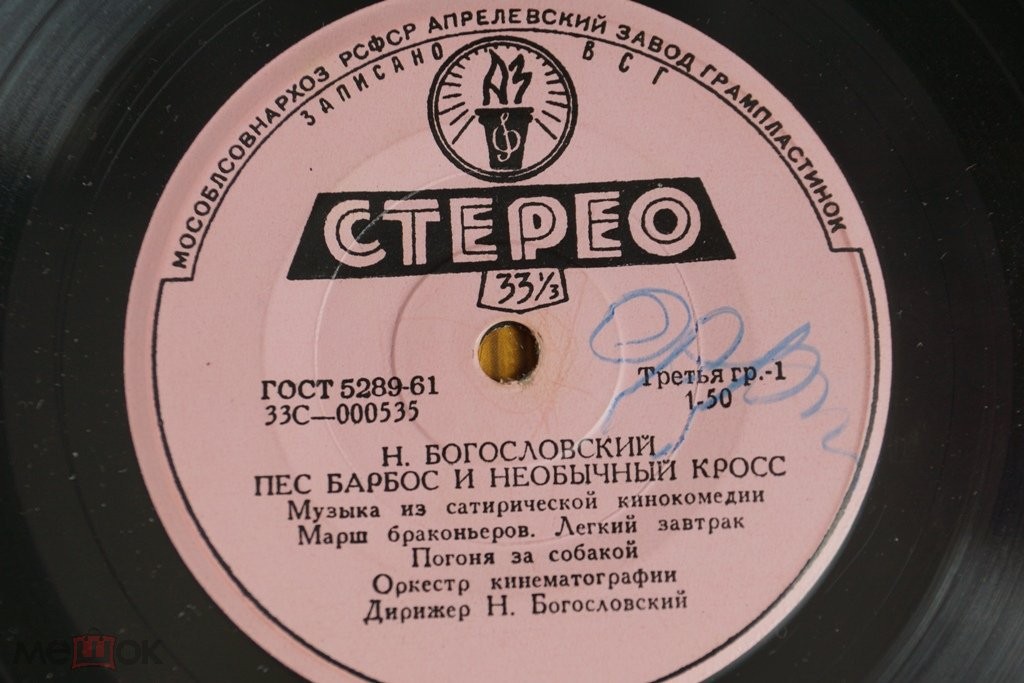 МОСОБЛСОВНАРХОЗ РСФСР АПРЕЛЕВСКИЙ ЗАВОД ГРАМПЛАСТИНОК
ЗАПИСАНО В ВСГ
АЗ
СТЕРЕО
33⅓
ГОСТ 5289-61
33С—000535
Третья гр.-1
1-50
Н. БОГОСЛОВСКИЙ
ПЕС БАРБОС И НЕОБЫЧНЫЙ КРОСС
Музыка из сатирической кинокомедии
Марш браконьеров. Легкий завтрак
Погоня за собакой
Оркестр кинематографии
Дирижер Н. Богословский
мешок